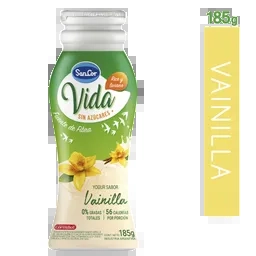 185g
SanCor
Rico y
Vida
SIN AZÚCARES
Fuente de Fibra
YOGUR SABOR
Vainilla
0% GRASAS TOTALES
56 CALORÍAS POR PORCIÓN
185g
VAINILLA